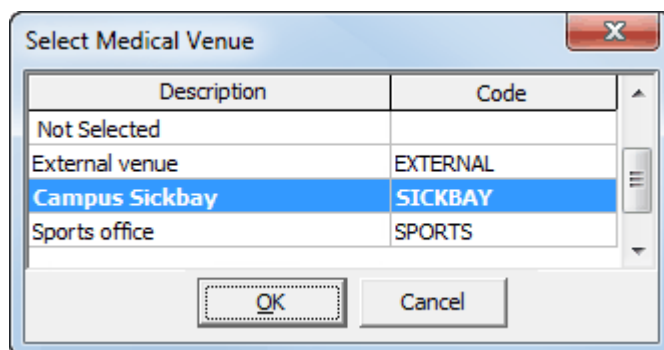 Select Medical Venue
Description Code
Not Selected
External venue EXTERNAL
Campus Sickbay SICKBAY
Sports office SPORTS
OK Cancel